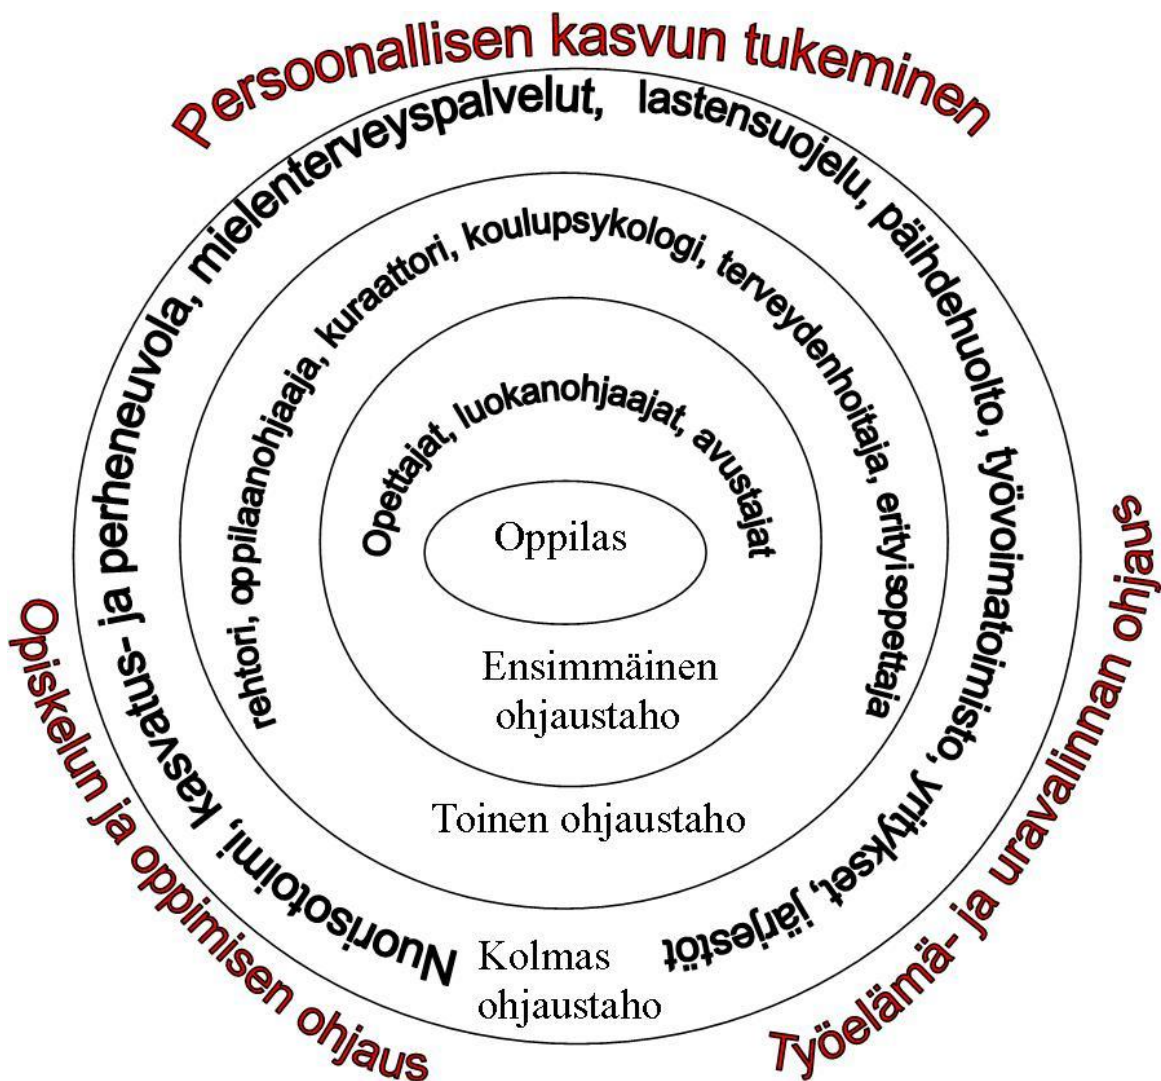 Persoonallisen kasvun tukeminen
Nuorisotoimi, kasvatus- ja perheneuvola, mielenterveyspalvelut, lastensuojelu, päihdehuolto, työvoimatoimisto, yritykset, järjestöt
rehtori, oppilaanohjaaja, kuraattori, koulupsykologi, terveydenhoitaja, erityisopettaja
Opettajat, luokanohjaajat, avustajat
Oppilas
Ensimmäinen
ohjaustaho
Toinen ohjaustaho
Kolmas
ohjaustaho
Opiskelun ja oppimisen ohjaus
Työelämä- ja uravalinnan ohjaus